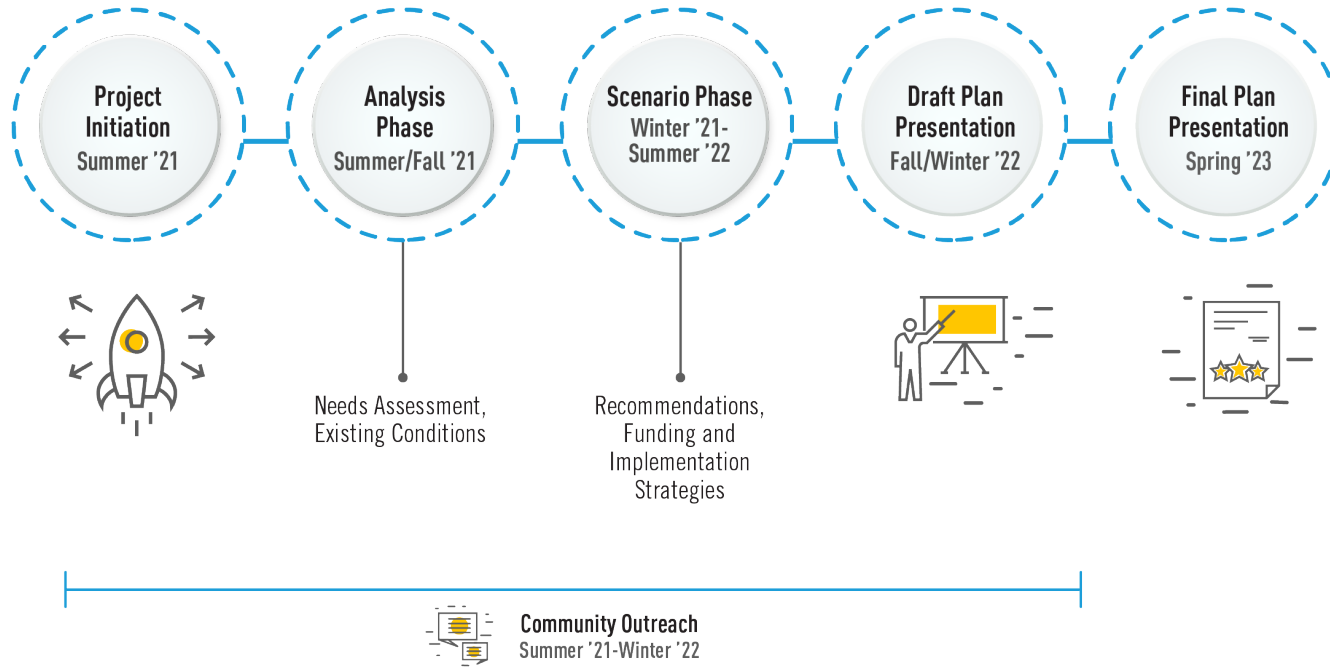 Project
Initiation
Summer ’21
Analysis
Phase
Summer/Fall ’21
Scenario Phase
Winter ’21-
Summer ’22
Draft Plan
Presentation
Fall/Winter ’22
Final Plan
Presentation
Spring ’23
Needs Assessment,
Existing Conditions
Recommendations,
Funding and
Implementation
Strategies
Community Outreach
Summer ’21-Winter ’22